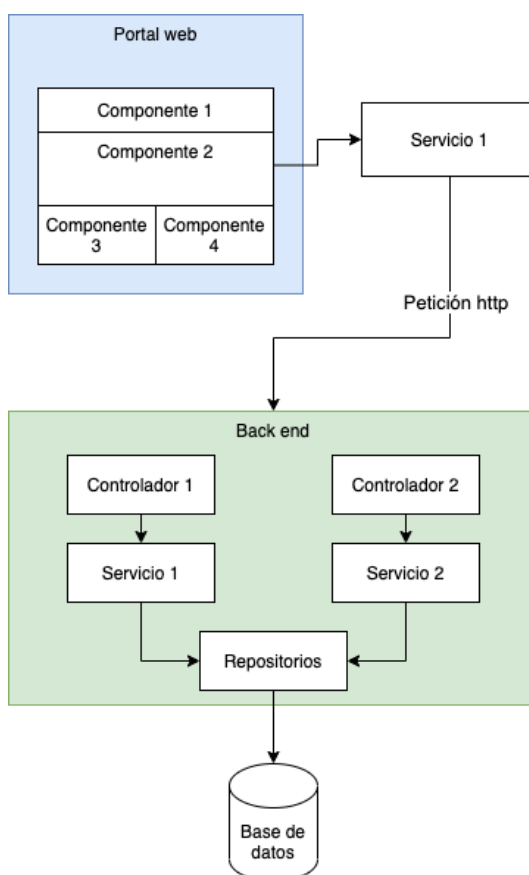 Portal web
Componente 1
Componente 2
Componente
3
Componente
4
Servicio 1
Petición http
Back end
Controlador 1
Controlador 2
Servicio 1
Servicio 2
Repositorios
Base de
datos